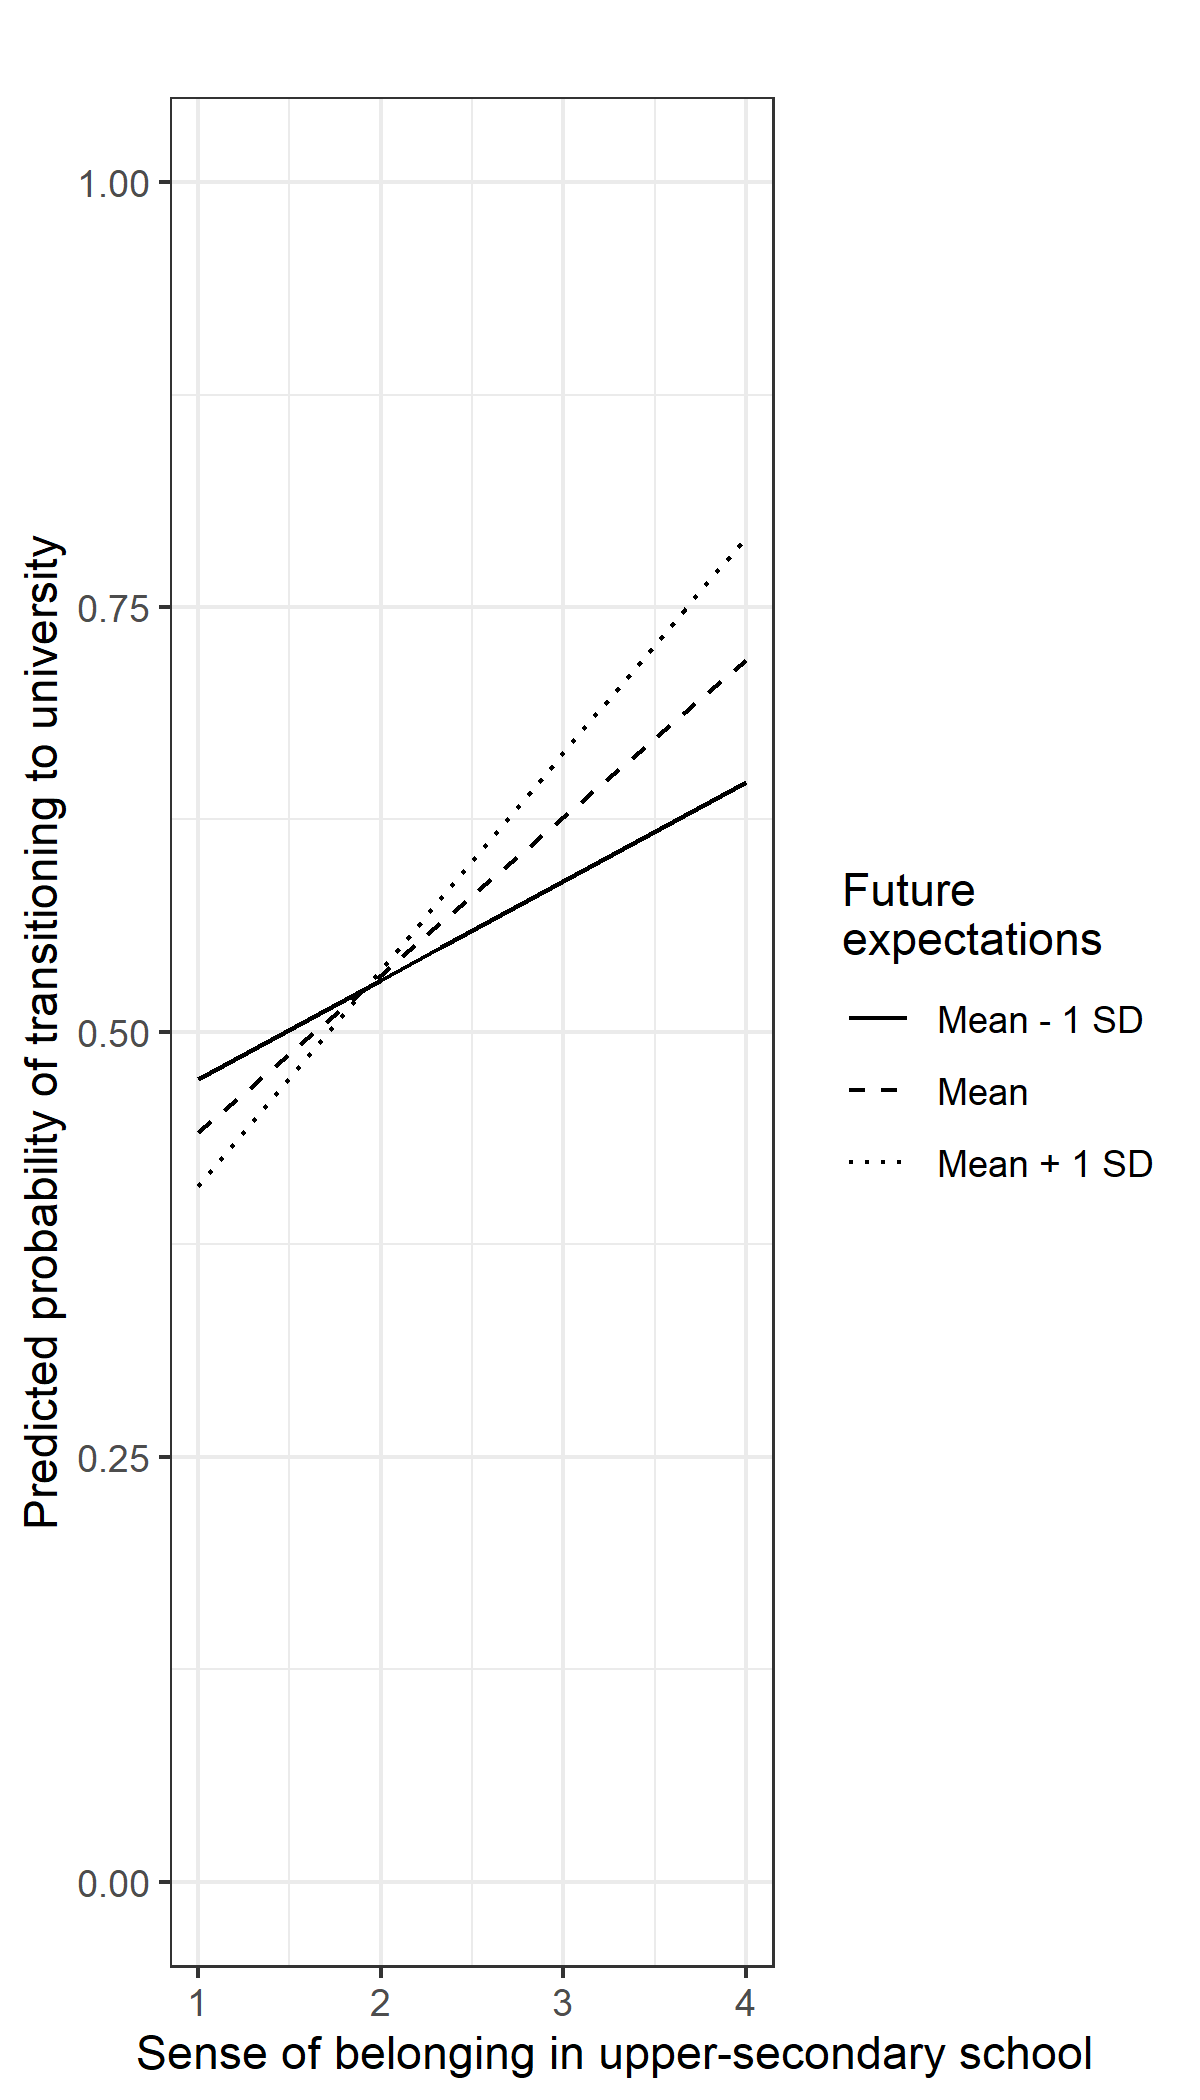 Predicted probability of transitioning to university
1.00
0.75
0.50
0.25
0.00
1 2 3 4
Sense of belonging in upper-secondary school
Future
expectations
Mean - 1 SD
Mean
Mean + 1 SD